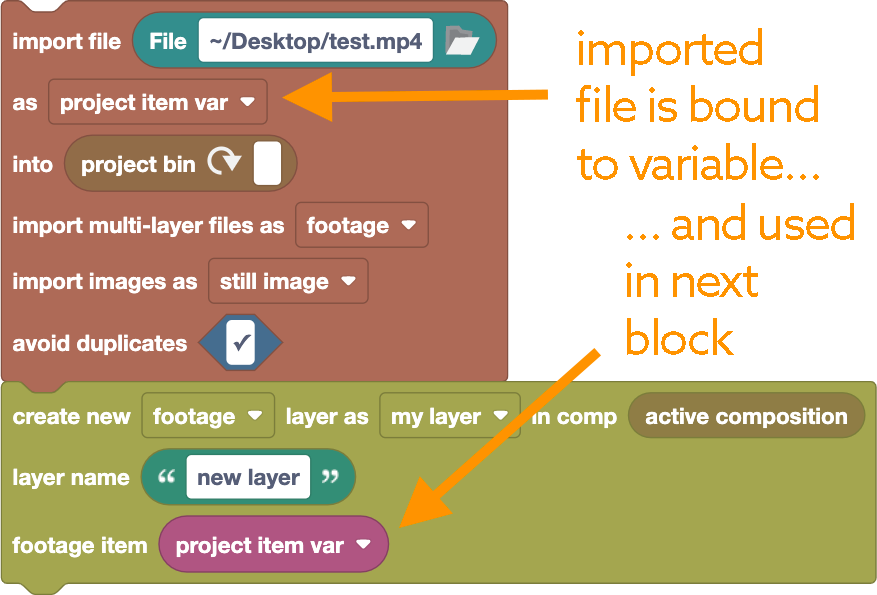 import file File ~/Desktop/test.mp4
as project item var
into project bin
import multi-layer files as footage
import images as still image
avoid duplicates ✓
imported
file is bound
to variable...
... and used
in next
block
create new footage layer as my layer in comp active composition
layer name “ new layer ”
footage item project item var